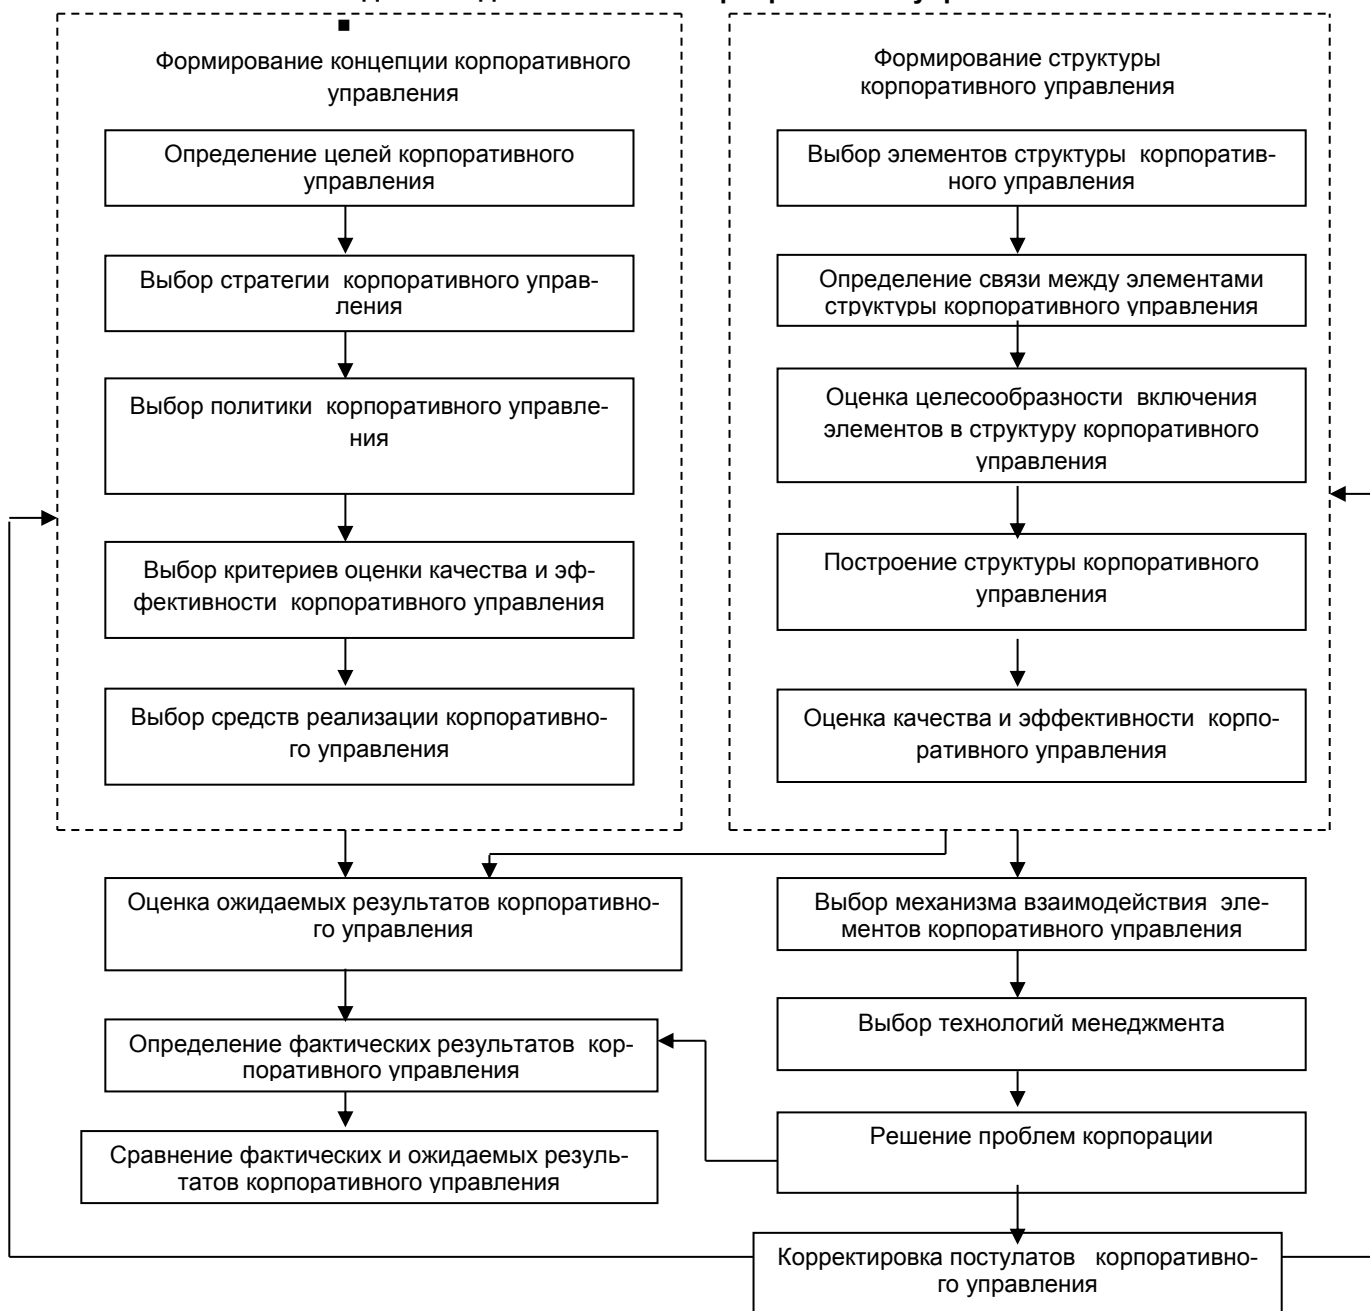 Формирование концепции корпоративного
управления
Определение целей корпоративного
управления
Выбор стратегии корпоративного управ-
ления
Выбор политики корпоративного управле-
ния
Выбор критериев оценки качества и эф-
фективности корпоративного управления
Выбор средств реализации корпоративно-
го управления
Формирование структуры
корпоративного управления
Выбор элементов структуры корпоратив-
ного управления
Определение связи между элементами
структуры корпоративного управления
Оценка целесообразности включения
элементов в структуру корпоративного
управления
Построение структуры корпоративного
управления
Оценка качества и эффективности корпо-
ративного управления
Оценка ожидаемых результатов корпоративно-
го управления
Определение фактических результатов кор-
поративного управления
Сравнение фактических и ожидаемых резуль-
татов корпоративного управления
Выбор механизма взаимодействия эле-
ментов корпоративного управления
Выбор технологий менеджмента
Решение проблем корпорации
Корректировка постулатов корпоративно-
го управления